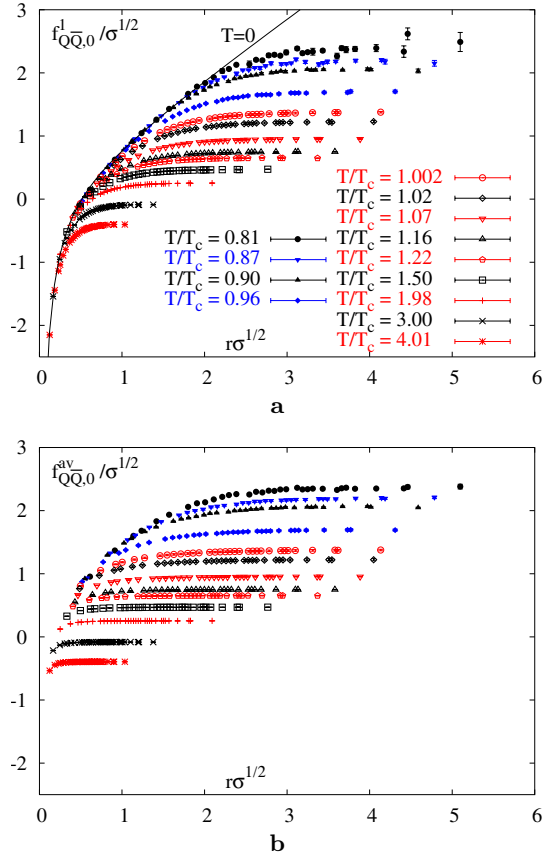 3
2
1
0
-1
-2
0 1 2 3 4 5 6
f^1_{QQ̅,0}/σ^{1/2}
T=0
T/T_c = 0.81
T/T_c = 0.87
T/T_c = 0.90
T/T_c = 0.96
T/T_c = 1.002
T/T_c = 1.02
T/T_c = 1.07
T/T_c = 1.16
T/T_c = 1.22
T/T_c = 1.50
T/T_c = 1.98
T/T_c = 3.00
T/T_c = 4.01
rσ^{1/2}
a
3
2
1
0
-1
-2
0 1 2 3 4 5 6
f^{av}_{QQ̅,0}/σ^{1/2}
rσ^{1/2}
b